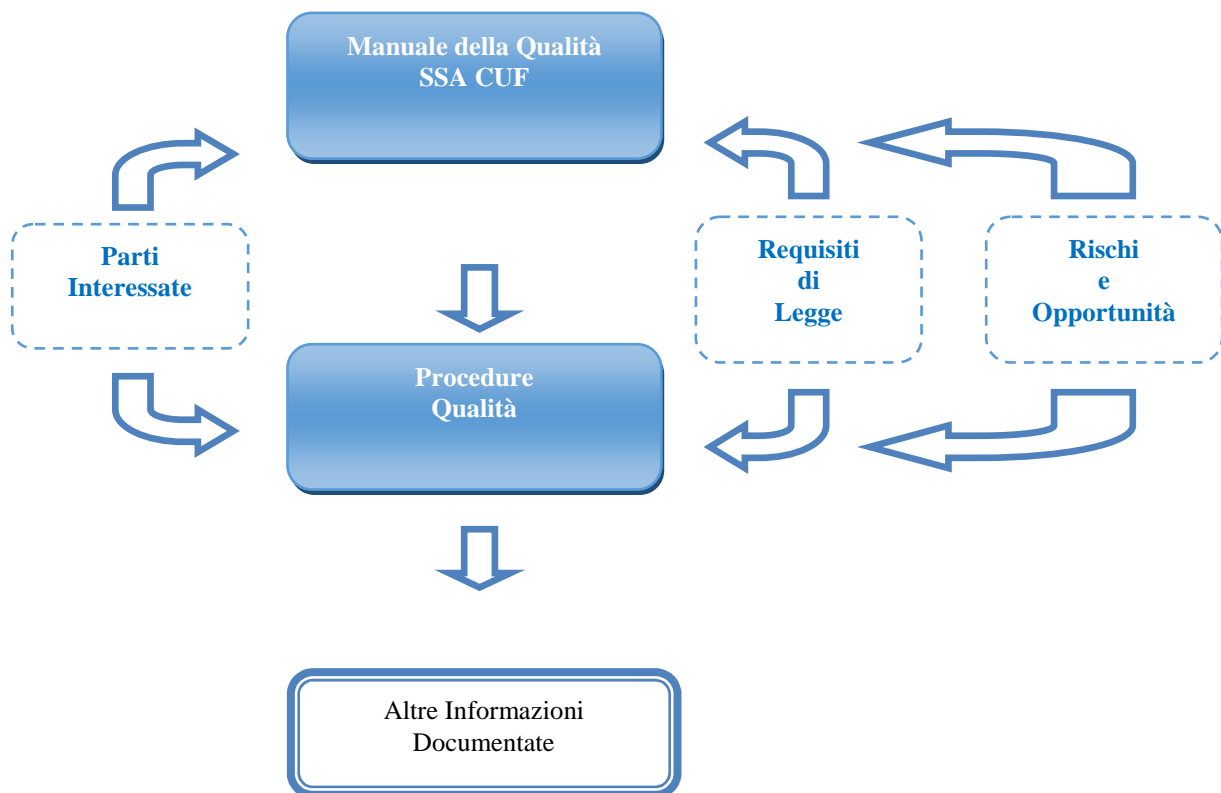 Manuale della Qualità
SSA CUF
Parti
Interessate
Requisiti
di
Legge
Rischi
e
Opportunità
Procedure
Qualità
Altre Informazioni
Documentate